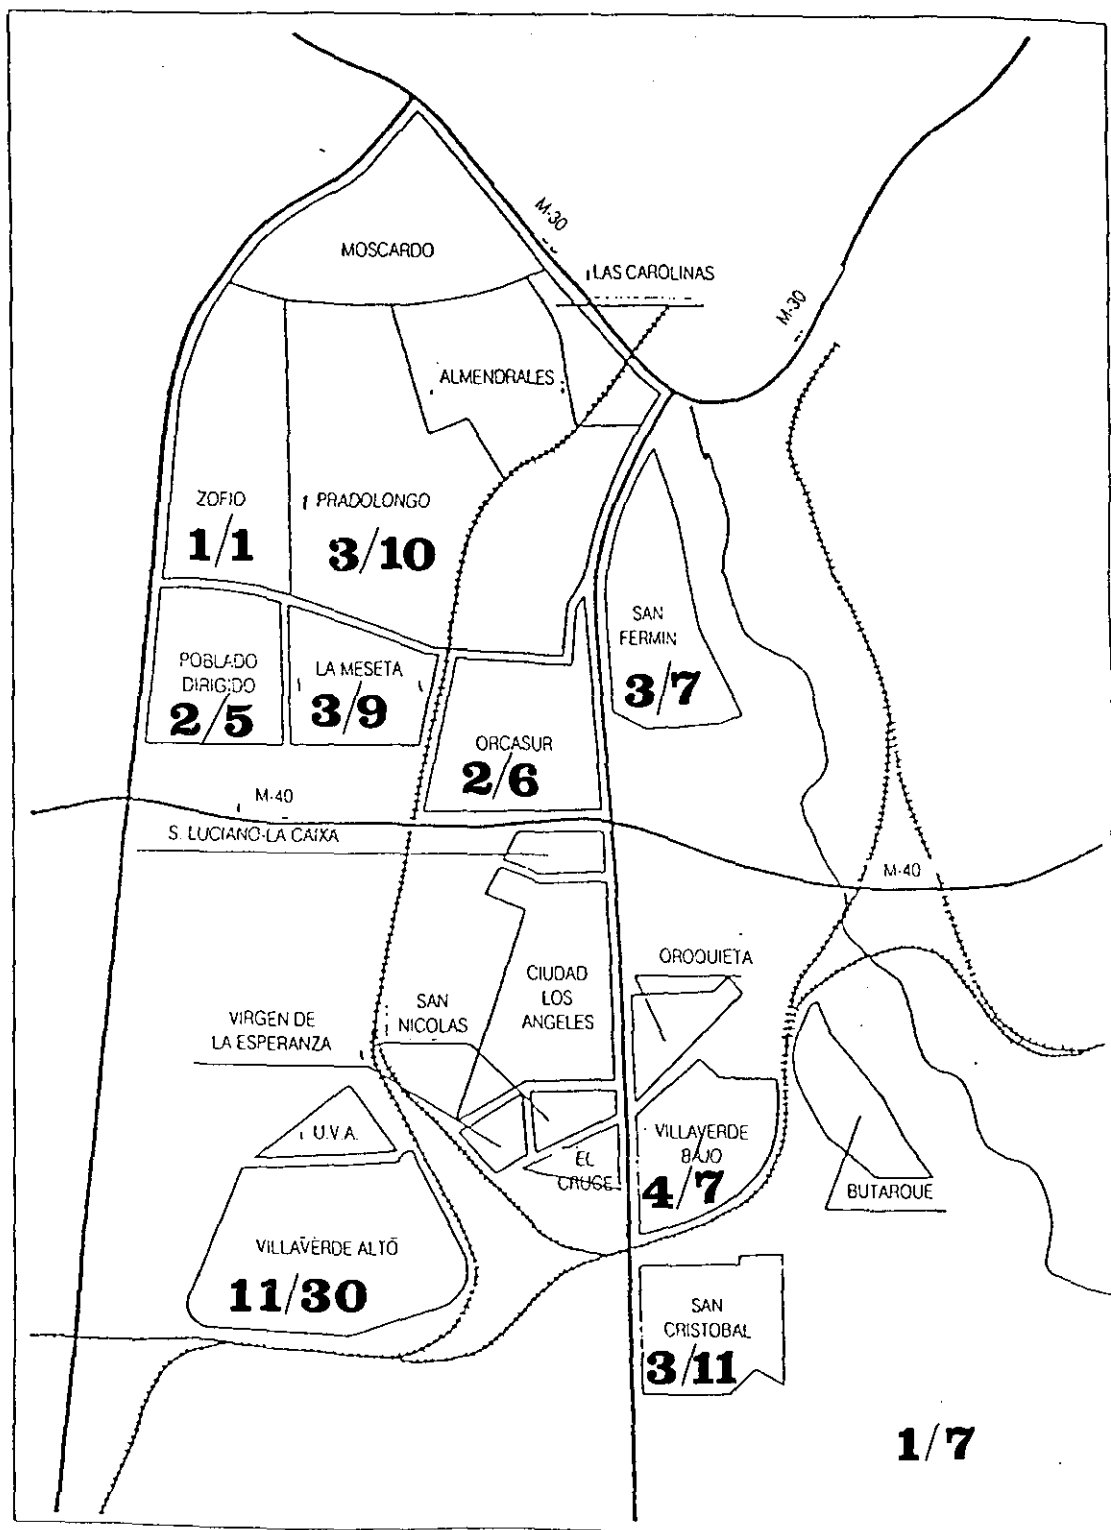 M-30
MOSCARDO
LAS CAROLINAS
M-30
ALMENDRALES
ZOFIO
1/1
PRADOLONGO
3/10
SAN
FERMIN
3/7
POBLADO
DIRIGIDO
2/5
LA MESETA
3/9
ORCASUR
2/6
M-40
S. LUCIANO-LA CAIXA
M-40
OROQUIETA
CIUDAD
LOS
ANGELES
SAN
NICOLAS
VIRGEN DE
LA ESPERANZA
U.V.A.
EL
CRUCE
VILLAVERDE
BAJO
4/7
BUTARQUE
VILLAVERDE ALTO
11/30
SAN
CRISTOBAL
3/11
1/7